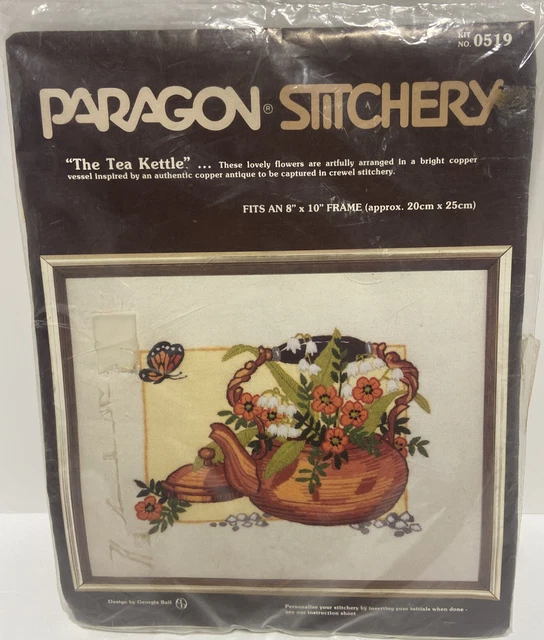 KIT
NO. 0519
PARAGON® STITCHERY
"The Tea Kettle" ... These lovely flowers are artfully arranged in a bright copper
vessel inspired by an authentic copper antique to be captured in crewel stitchery.
FITS AN 8" x 10" FRAME (approx. 20cm x 25cm)
Design by Georgia Ball
Personalize your stitchery by inserting your initials when done -
see our instruction sheet